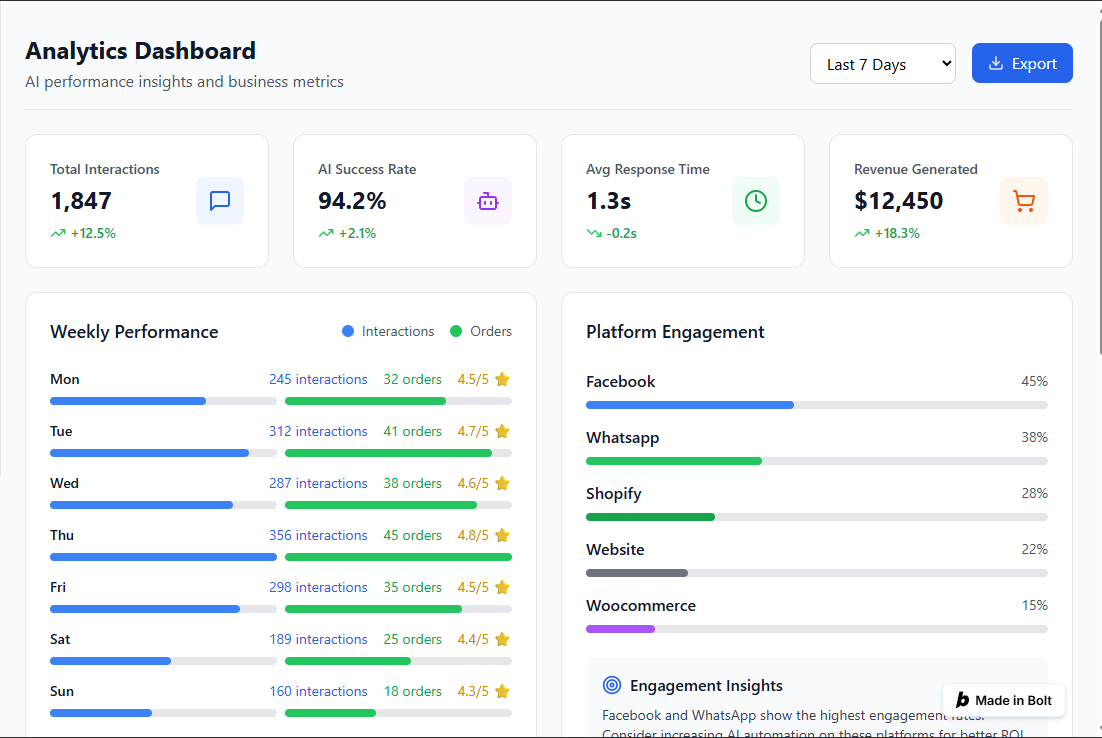 Analytics Dashboard
AI performance insights and business metrics
Last 7 Days
Export
Total Interactions
1,847
+12.5%
AI Success Rate
94.2%
+2.1%
Avg Response Time
1.3s
-0.2s
Revenue Generated
$12,450
+18.3%
Weekly Performance
Interactions
Orders
Mon 245 interactions 32 orders 4.5/5
Tue 312 interactions 41 orders 4.7/5
Wed 287 interactions 38 orders 4.6/5
Thu 356 interactions 45 orders 4.8/5
Fri 298 interactions 35 orders 4.5/5
Sat 189 interactions 25 orders 4.4/5
Sun 160 interactions 18 orders 4.3/5
Platform Engagement
Facebook 45%
Whatsapp 38%
Shopify 28%
Website 22%
Woocommerce 15%
Engagement Insights
Facebook and WhatsApp show the highest engagement rates.
Consider increasing AI automation on these platforms for better ROI.
b Made in Bolt